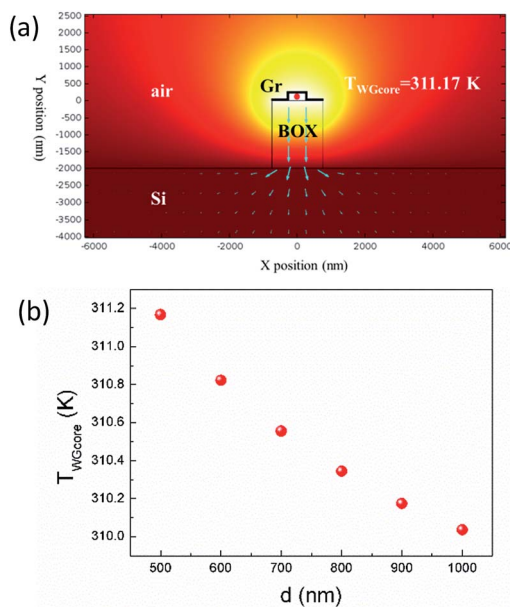 (a)
2500
2000
1500
1000
500
0
-500
-1000
-1500
-2000
-2500
-3000
-3500
-4000
Y position (nm)
air
Gr
T_WGcore=311.17 K
BOX
Si
-6000 -4000 -2000 0 2000 4000 6000
X position (nm)
(b)
311.2
311.0
310.8
310.6
310.4
310.2
310.0
T_WGcore (K)
500 600 700 800 900 1000
d (nm)